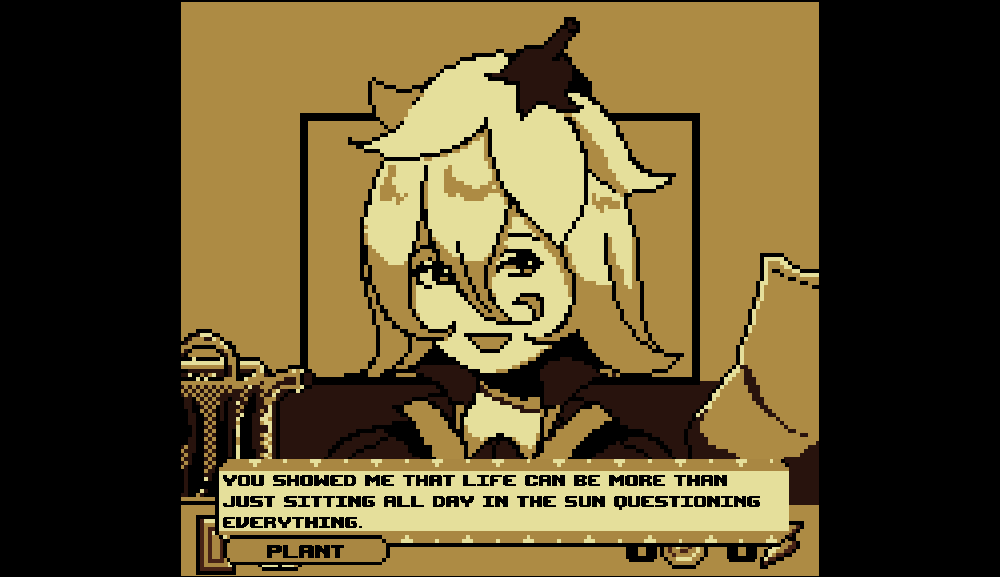 YOU SHOWED ME THAT LIFE CAN BE MORE THAN
JUST SITTING ALL DAY IN THE SUN QUESTIONING
EVERYTHING.
PLANT